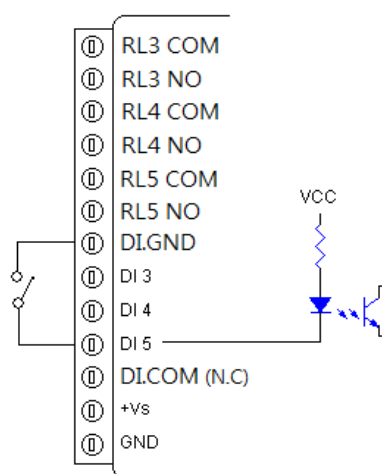 RL3 COM
RL3 NO
RL4 COM
RL4 NO
RL5 COM
RL5 NO
DI.GND
DI 3
DI 4
DI 5
DI.COM (N.C)
+Vs
GND
VCC